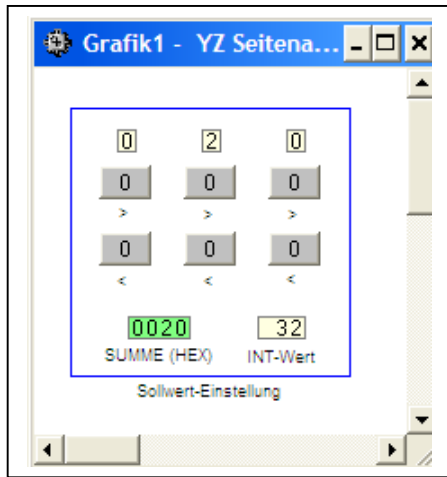 Grafik1 - YZ Seitena...
0 2 0
0 0 0
> > >
0 0 0
< < <
0020 32
SUMME (HEX) INT-Wert
Sollwert-Einstellung